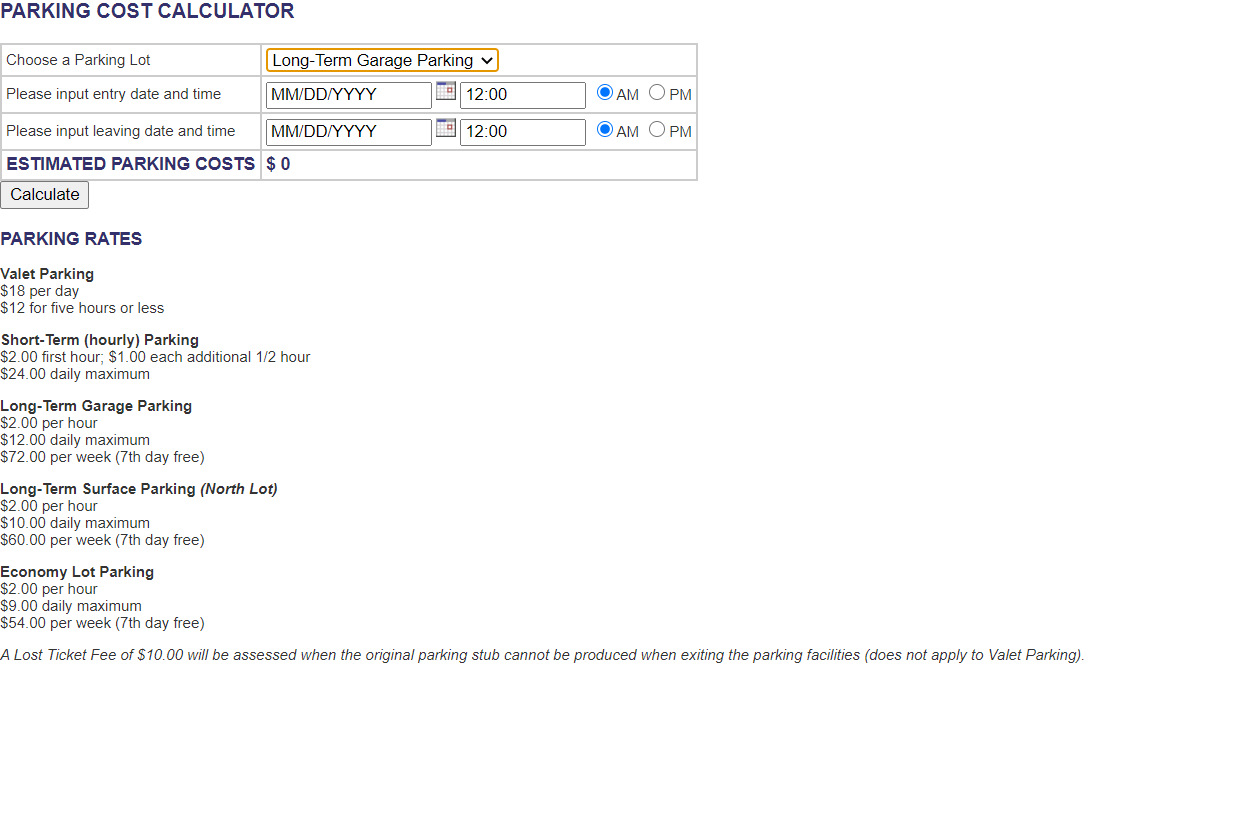 PARKING COST CALCULATOR
Choose a Parking Lot Long-Term Garage Parking
Please input entry date and time MM/DD/YYYY 12:00 AM PM
Please input leaving date and time MM/DD/YYYY 12:00 AM PM
ESTIMATED PARKING COSTS $ 0
Calculate
PARKING RATES
Valet Parking
$18 per day
$12 for five hours or less
Short-Term (hourly) Parking
$2.00 first hour; $1.00 each additional 1/2 hour
$24.00 daily maximum
Long-Term Garage Parking
$2.00 per hour
$12.00 daily maximum
$72.00 per week (7th day free)
Long-Term Surface Parking (North Lot)
$2.00 per hour
$10.00 daily maximum
$60.00 per week (7th day free)
Economy Lot Parking
$2.00 per hour
$9.00 daily maximum
$54.00 per week (7th day free)
A Lost Ticket Fee of $10.00 will be assessed when the original parking stub cannot be produced when exiting the parking facilities (does not apply to Valet Parking).